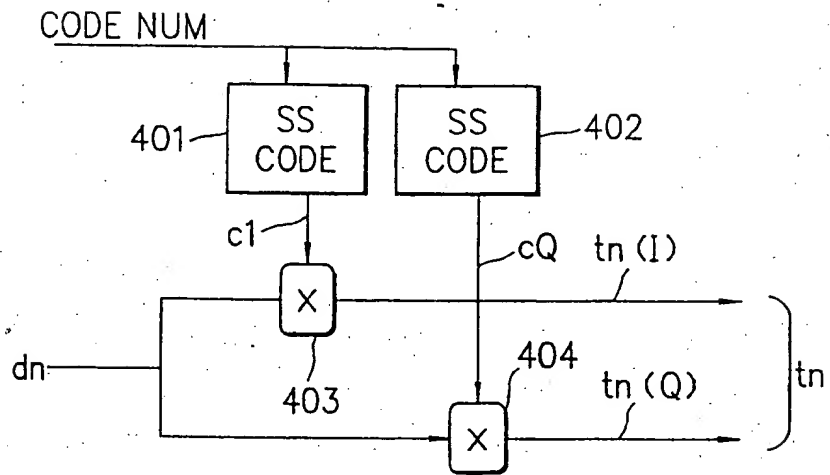 CODE NUM
401
SS
CODE
SS
CODE
402
c1
cQ
tn (I)
X
dn
403
404
tn (Q)
tn
X